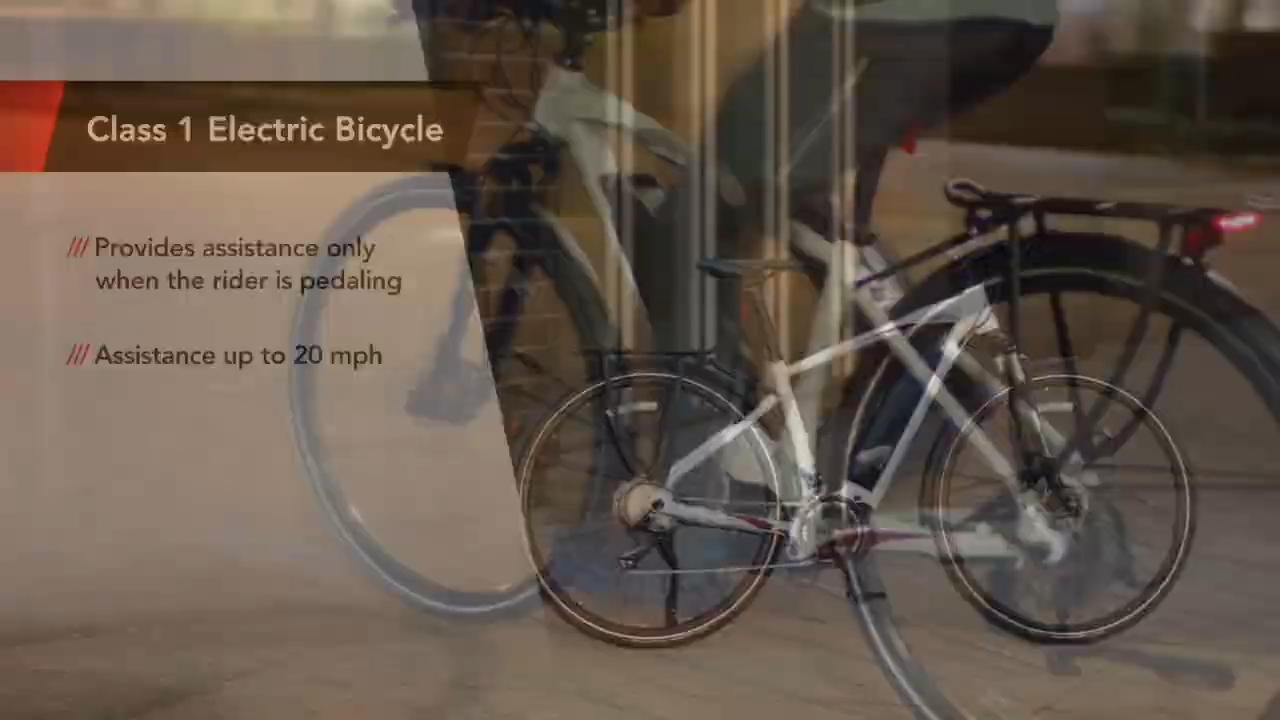 Class 1 Electric Bicycle
/// Provides assistance only
when the rider is pedaling
/// Assistance up to 20 mph